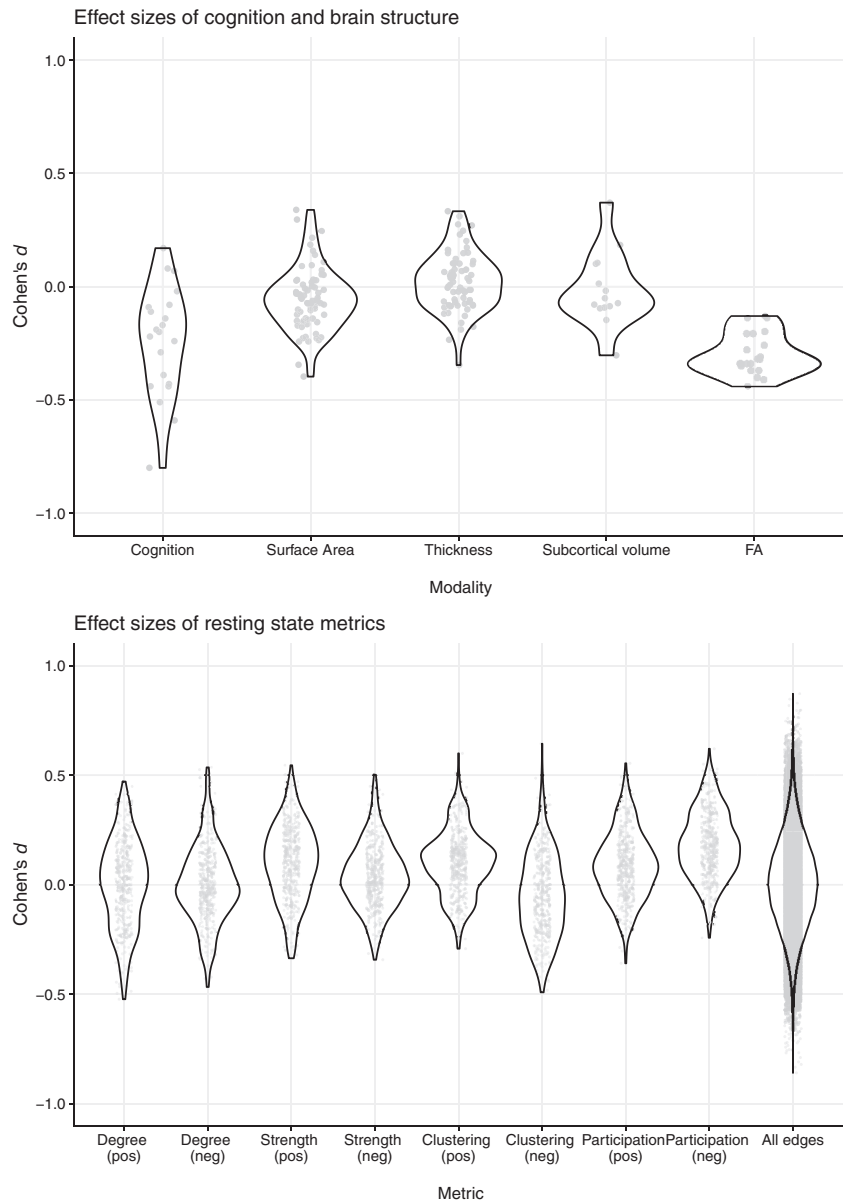 Effect sizes of cognition and brain structure
1.0
0.5
0.0
−0.5
−1.0
Cohen's d
Cognition Surface Area Thickness Subcortical volume FA
Modality
Effect sizes of resting state metrics
1.0
0.5
0.0
−0.5
−1.0
Cohen's d
Degree Degree Strength Strength Clustering Clustering Participation Participation All edges
(pos) (neg) (pos) (neg) (pos) (neg) (pos) (neg)
Metric